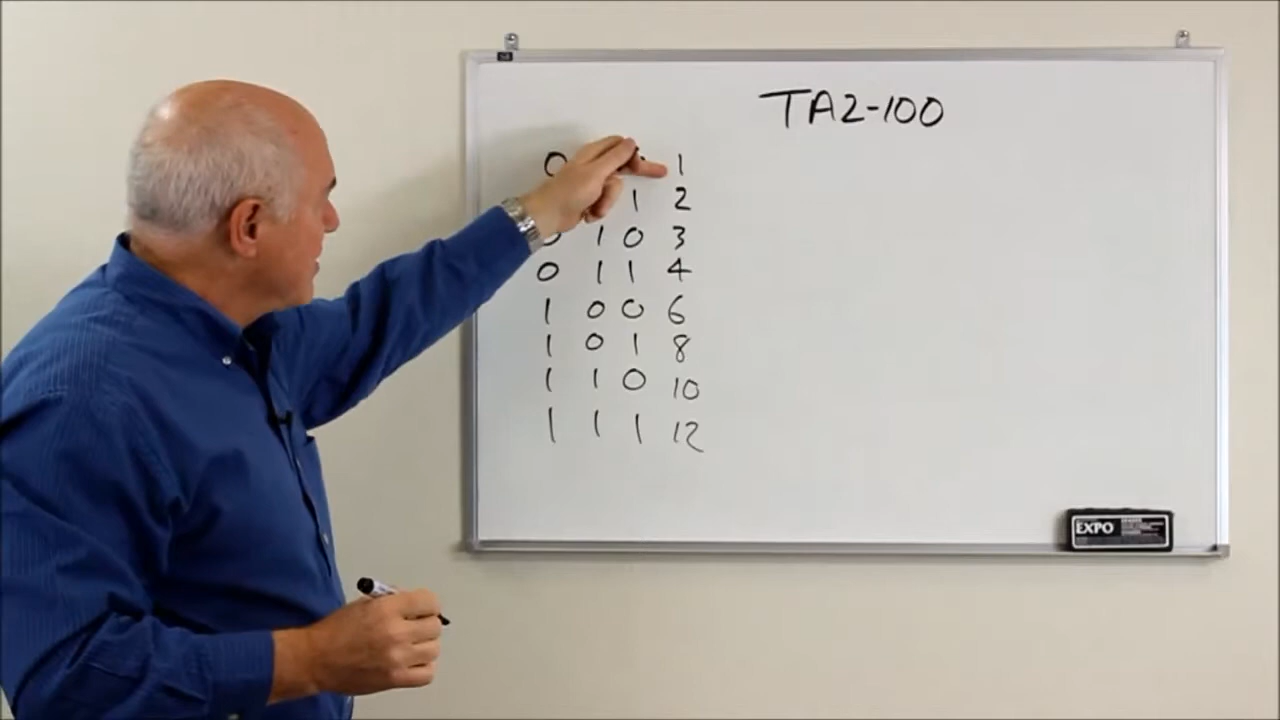 TA2-100
0 1
1 2
0 1 0 3
0 1 1 4
1 0 0 6
1 0 1 8
1 1 0 10
1 1 1 12
EXPO